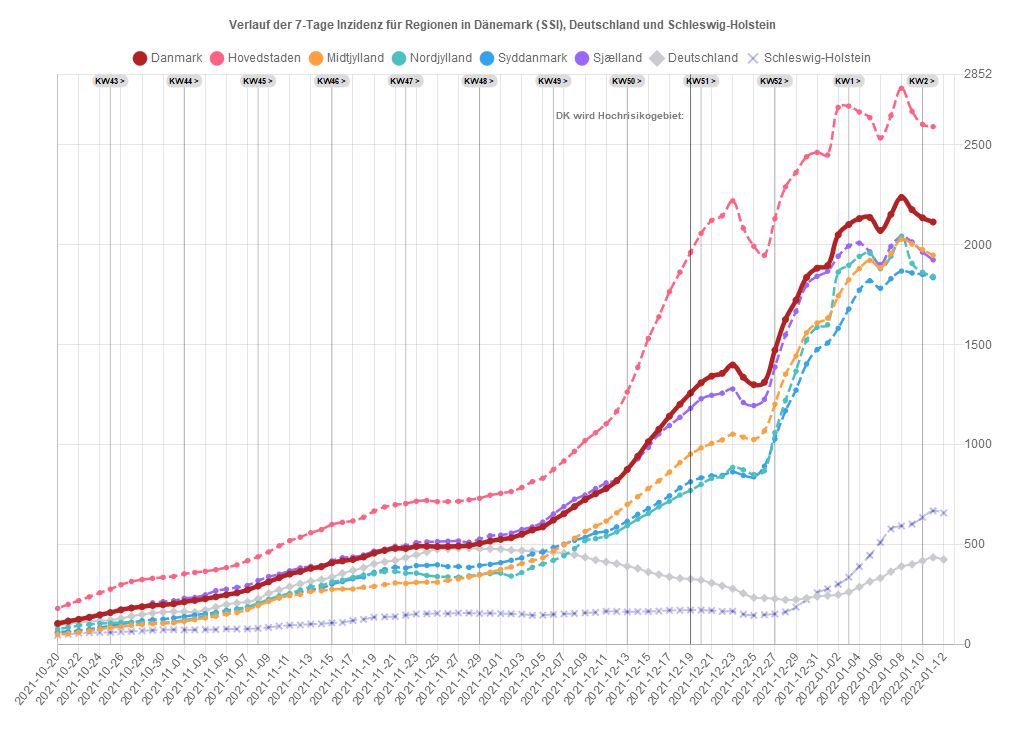 Verlauf der 7-Tage Inzidenz für Regionen in Dänemark (SSI), Deutschland und Schleswig-Holstein
Danmark Hovedstaden Midtjylland Nordjylland Syddanmark Sjælland Deutschland Schleswig-Holstein
KW43 > KW44 > KW45 > KW46 > KW47 > KW48 > KW49 > KW50 > KW51 > KW52 > KW1 > KW2 >
2852
DK wird Hochrisikogebiet:
2500
2000
1500
1000
500
0
2021-10-20 2021-10-22 2021-10-24 2021-10-26 2021-10-28 2021-10-30 2021-11-01 2021-11-03 2021-11-05 2021-11-07 2021-11-09 2021-11-11 2021-11-13 2021-11-15 2021-11-17 2021-11-19 2021-11-21 2021-11-23 2021-11-25 2021-11-27 2021-11-29 2021-12-01 2021-12-03 2021-12-05 2021-12-07 2021-12-09 2021-12-11 2021-12-13 2021-12-15 2021-12-17 2021-12-19 2021-12-21 2021-12-23 2021-12-25 2021-12-27 2021-12-29 2021-12-31 2022-01-02 2022-01-04 2022-01-06 2022-01-08 2022-01-10 2022-01-12